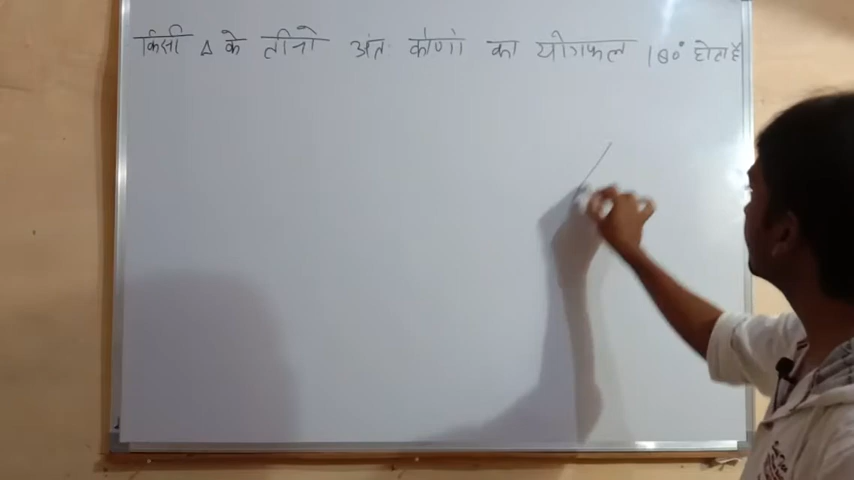 किसी Δ के तीनो अंत कोणों का योगफल 180° होता है